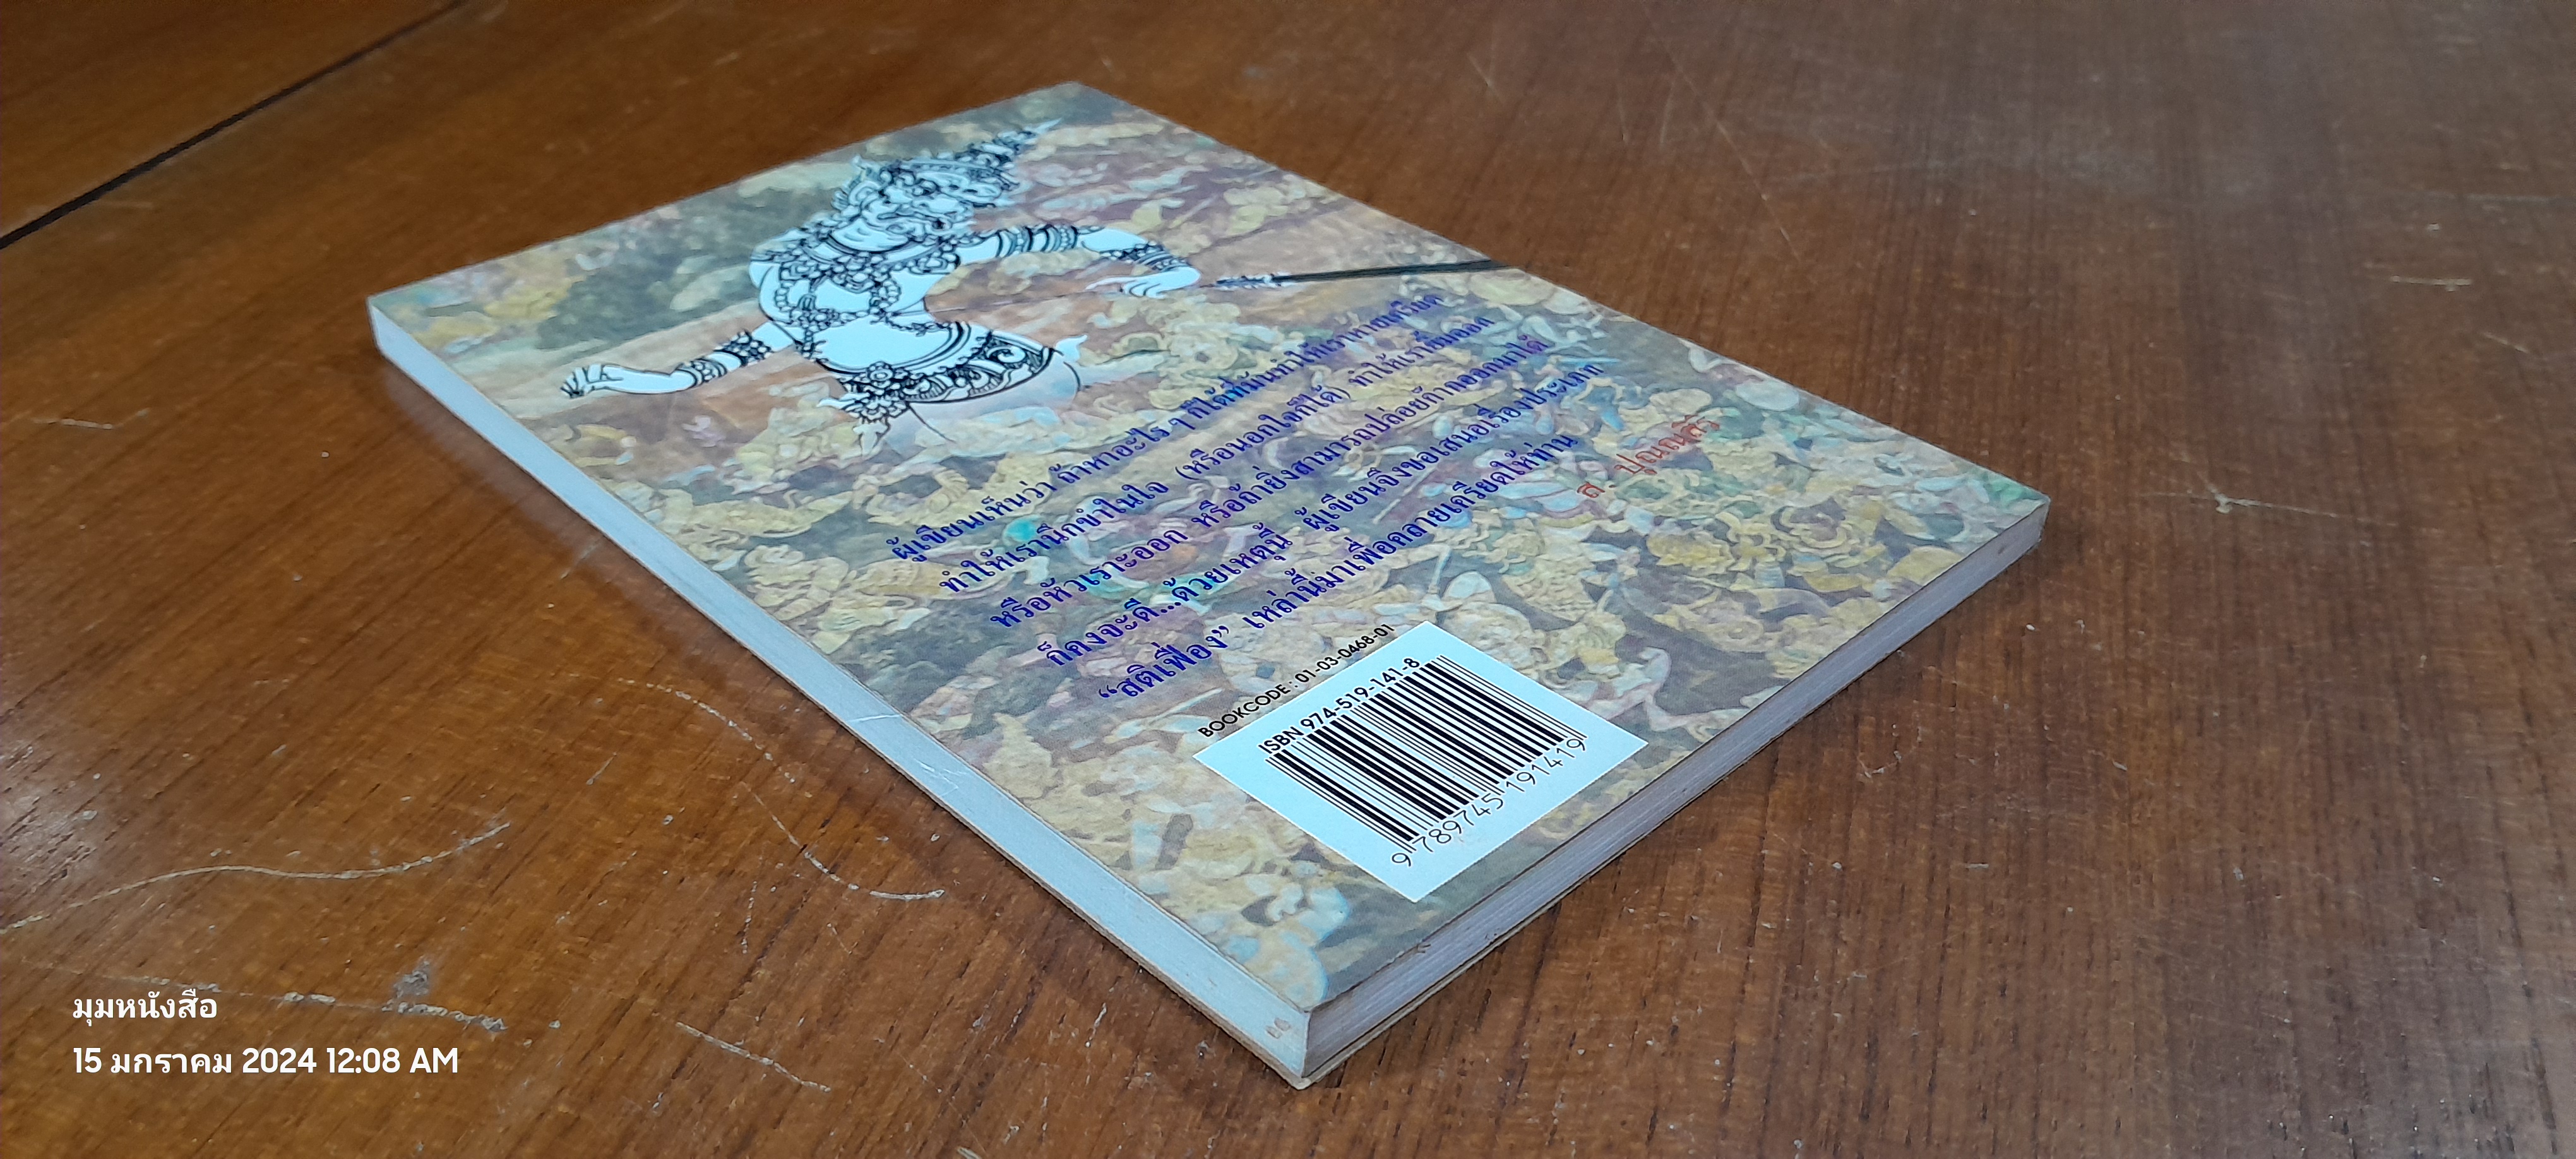 ผู้เขียนเห็นว่า ถ้าหาอะไร ๆ ก็ได้ที่มันทำให้เราหายเครียด
ทำให้เรานึกขำในใจ (หรือนอกใจก็ได้) ทำให้เรายิ้มออก
หรือหัวเราะออก หรือถ้ายิ่งสามารถปล่อยก๊ากออกมาได้
ก็คงจะดี...ด้วยเหตุนี้ ผู้เขียนจึงขอเสนอเรื่องประเภท
“สติเฟื่อง” เหล่านี้มาเพื่อคลายเครียดให้ท่าน
ส. ปุณณสิริ
BOOKCODE : 01-03-0468-01
ISBN 974-519-141-8
9 789745 191419
มุมหนังสือ
15 มกราคม 2024 12:08 AM